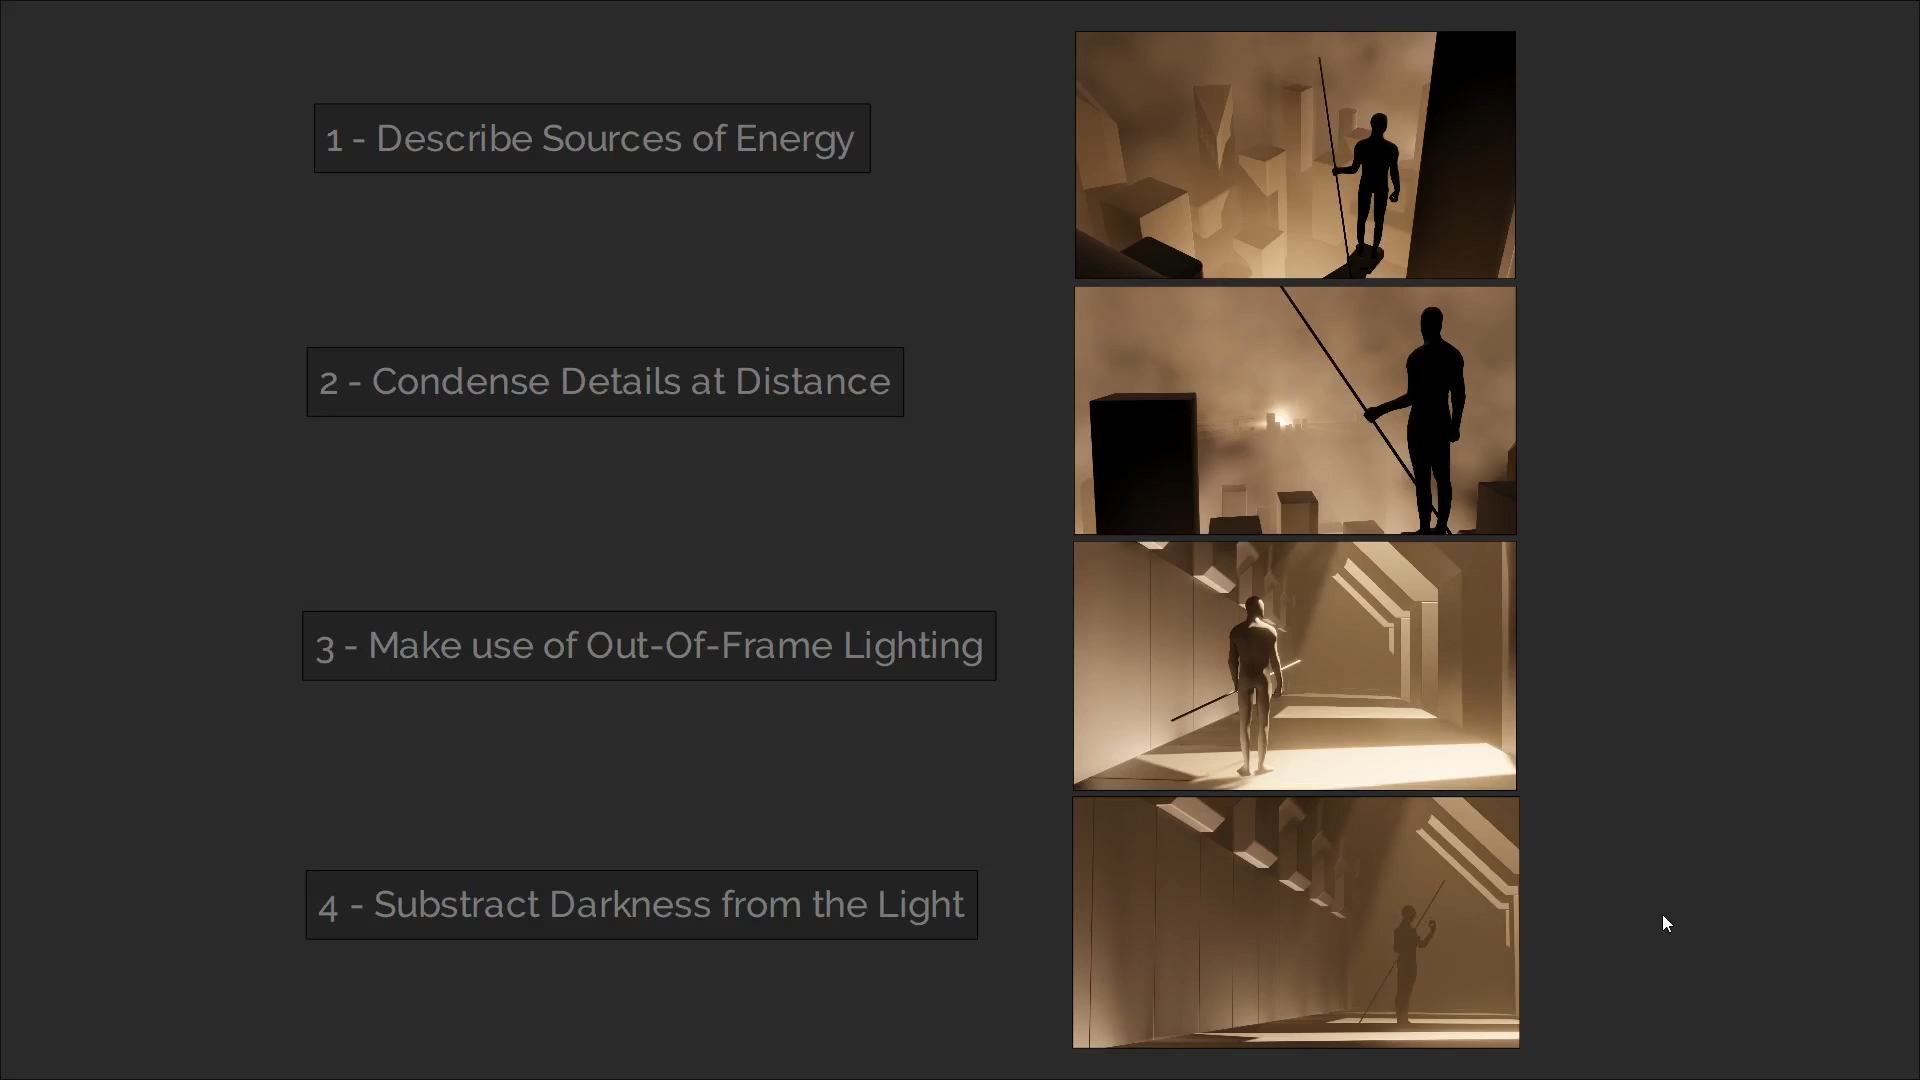 1 - Describe Sources of Energy
2 - Condense Details at Distance
3 - Make use of Out-Of-Frame Lighting
4 - Substract Darkness from the Light